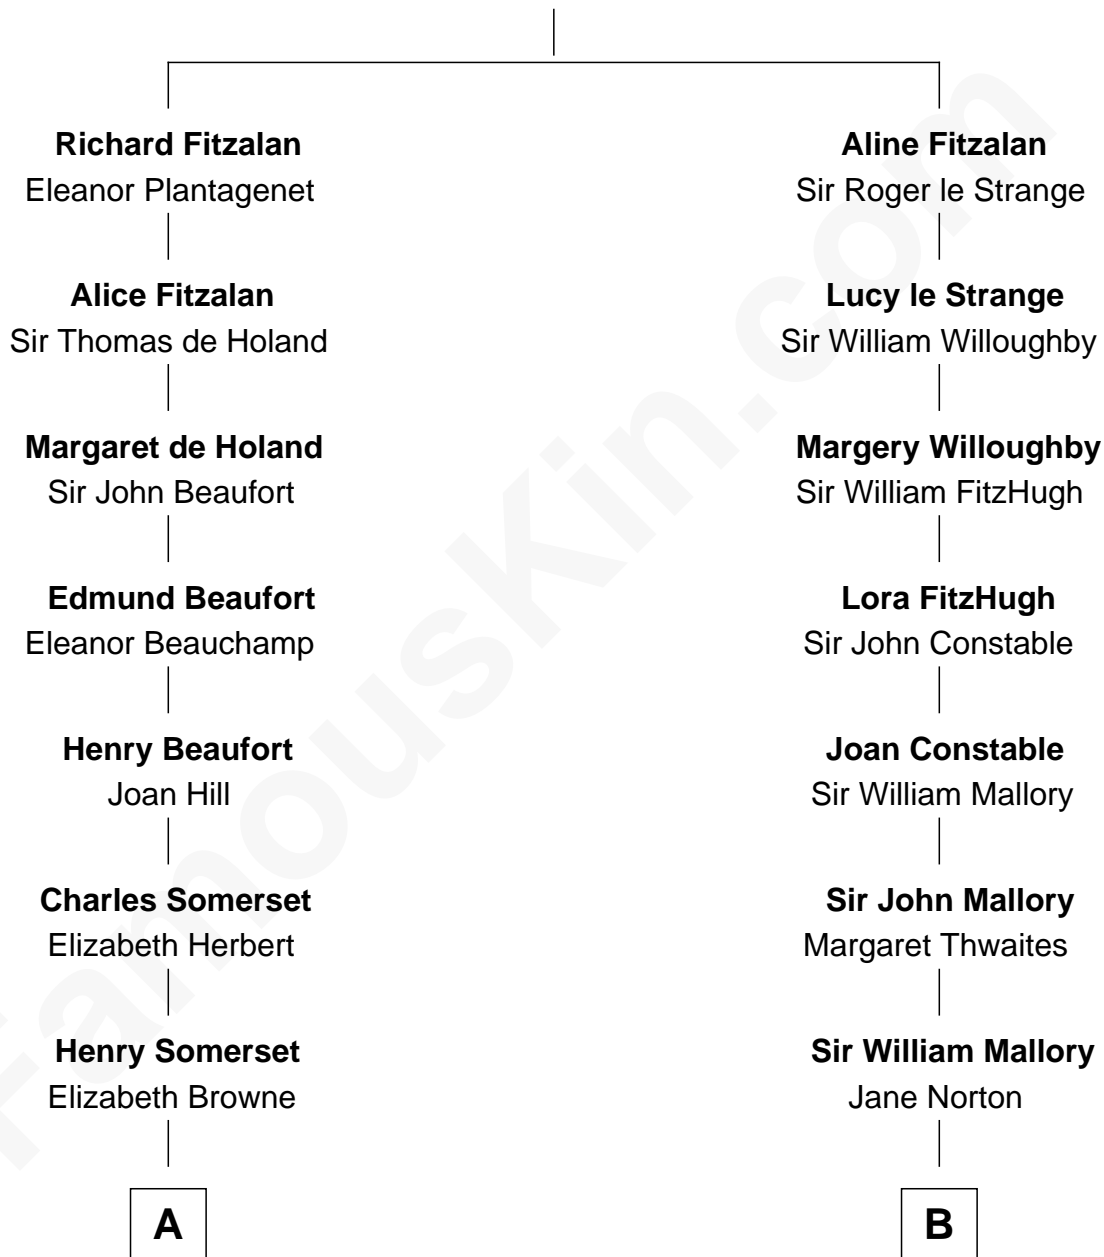 Richard Fitzalan
Eleanor Plantagenet
Alice Fitzalan
Sir Thomas de Holand
Margaret de Holand
Sir John Beaufort
Edmund Beaufort
Eleanor Beauchamp
Henry Beaufort
Joan Hill
Charles Somerset
Elizabeth Herbert
Henry Somerset
Elizabeth Browne
A
Aline Fitzalan
Sir Roger le Strange
Lucy le Strange
Sir William Willoughby
Margery Willoughby
Sir William FitzHugh
Lora FitzHugh
Sir John Constable
Joan Constable
Sir William Mallory
Sir John Mallory
Margaret Thwaites
Sir William Mallory
Jane Norton
B
FamousKin.com